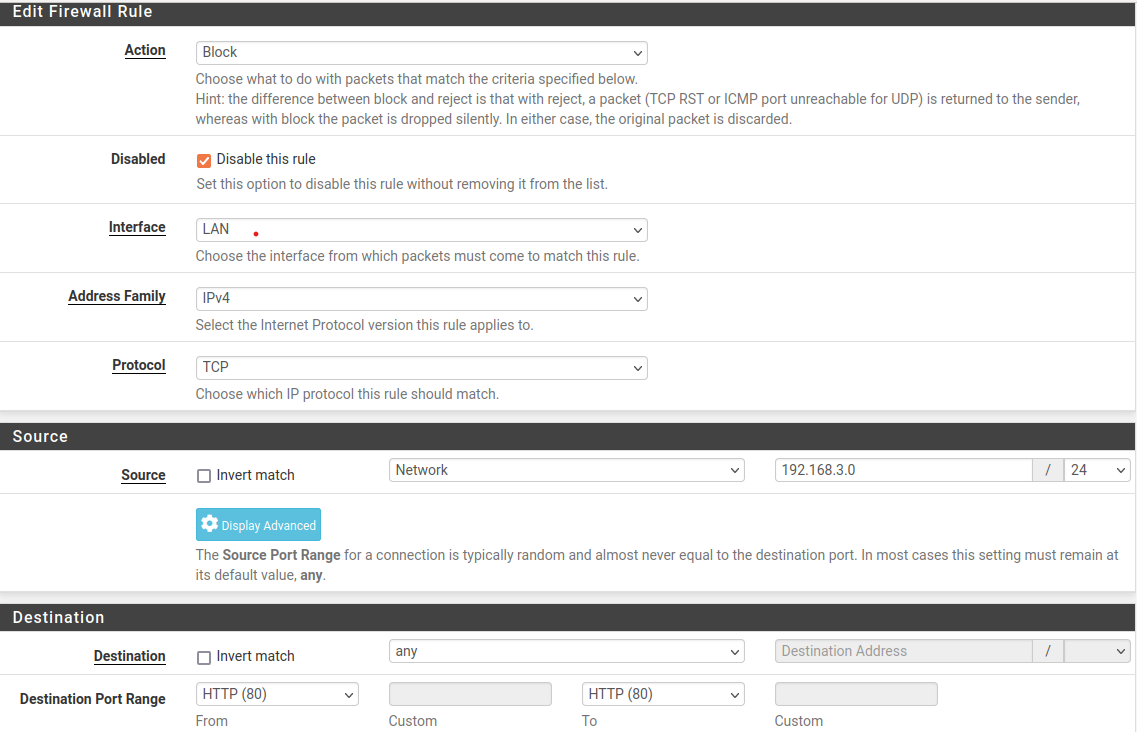 Edit Firewall Rule
Action
Block
Choose what to do with packets that match the criteria specified below.
Hint: the difference between block and reject is that with reject, a packet (TCP RST or ICMP port unreachable for UDP) is returned to the sender,
whereas with block the packet is dropped silently. In either case, the original packet is discarded.
Disabled
Disable this rule
Set this option to disable this rule without removing it from the list.
Interface
LAN
Choose the interface from which packets must come to match this rule.
Address Family
IPv4
Select the Internet Protocol version this rule applies to.
Protocol
TCP
Choose which IP protocol this rule should match.
Source
Source
Invert match
Network
192.168.3.0
/
24
Display Advanced
The Source Port Range for a connection is typically random and almost never equal to the destination port. In most cases this setting must remain at
its default value, any.
Destination
Destination
Invert match
any
Destination Address
/
Destination Port Range
HTTP (80)
HTTP (80)
From
Custom
To
Custom